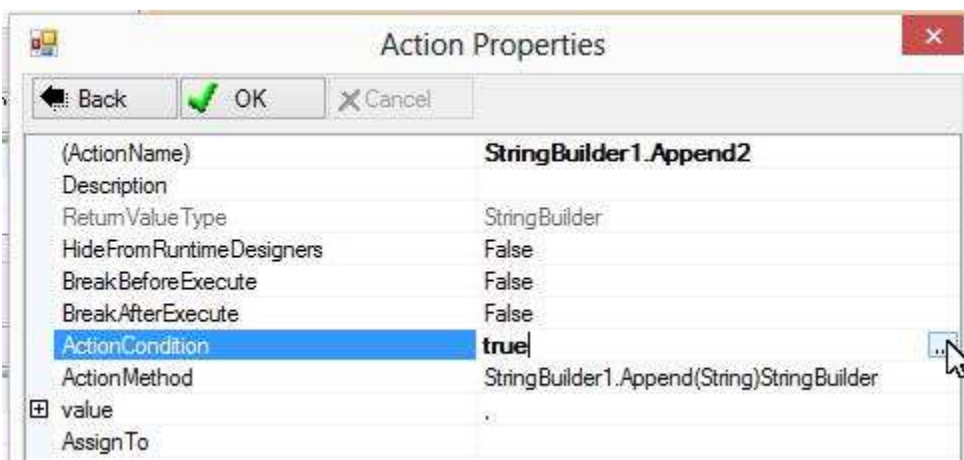 Action Properties
Back OK Cancel
(ActionName) StringBuilder1.Append2
Description
ReturnValueType StringBuilder
HideFromRuntimeDesigners False
BreakBeforeExecute False
BreakAfterExecute False
ActionCondition true ...
ActionMethod StringBuilder1.Append(String)StringBuilder
value .
AssignTo